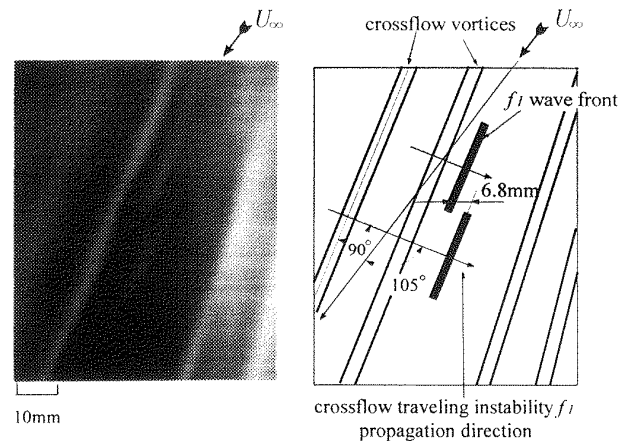 U∞
10mm
crossflow vortices
U∞
f1 wave front
6.8mm
90°
105°
crossflow traveling instability f1
propagation direction